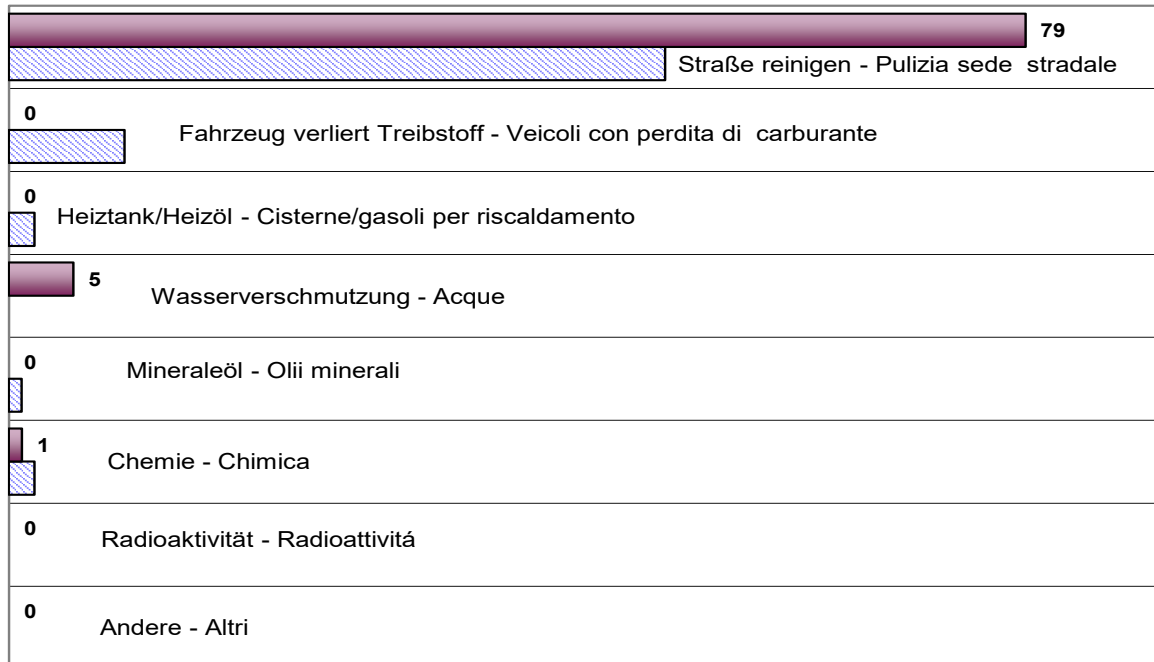 79
Straße reinigen - Pulizia sede stradale
0
Fahrzeug verliert Treibstoff - Veicoli con perdita di carburante
0
Heiztank/Heizöl - Cisterne/gasoli per riscaldamento
5
Wasserverschmutzung - Acque
0
Mineraleöl - Olii minerali
1
Chemie - Chimica
0
Radioaktivität - Radioattivitá
0
Andere - Altri